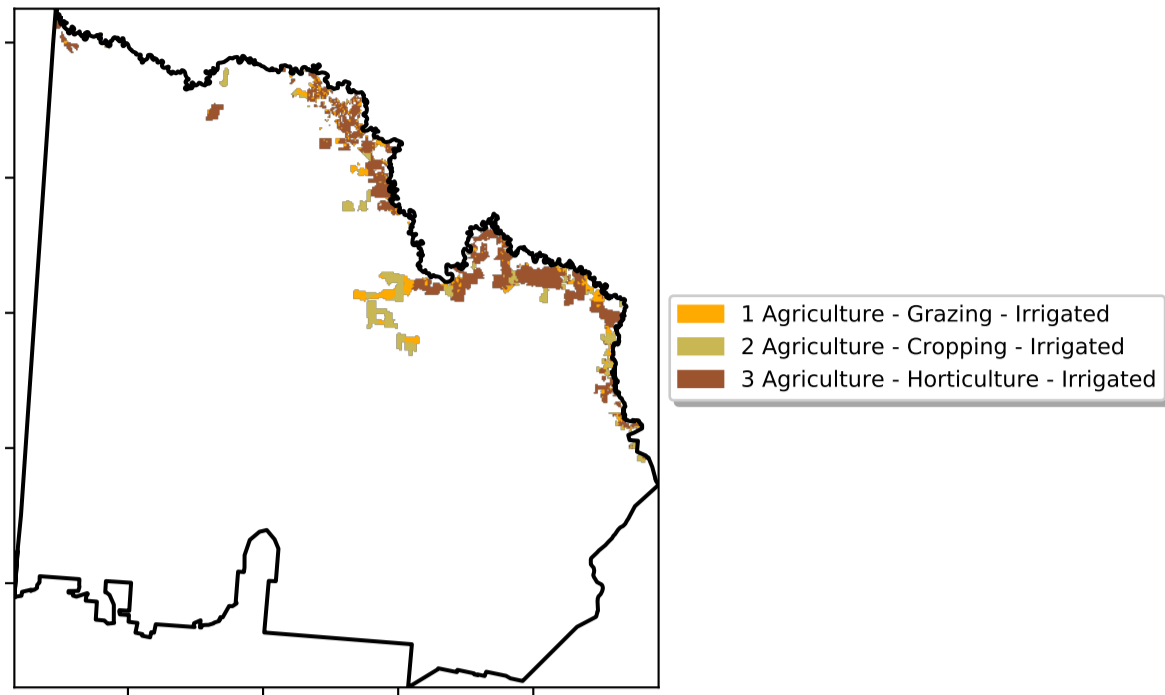 1 Agriculture - Grazing - Irrigated
2 Agriculture - Cropping - Irrigated
3 Agriculture - Horticulture - Irrigated